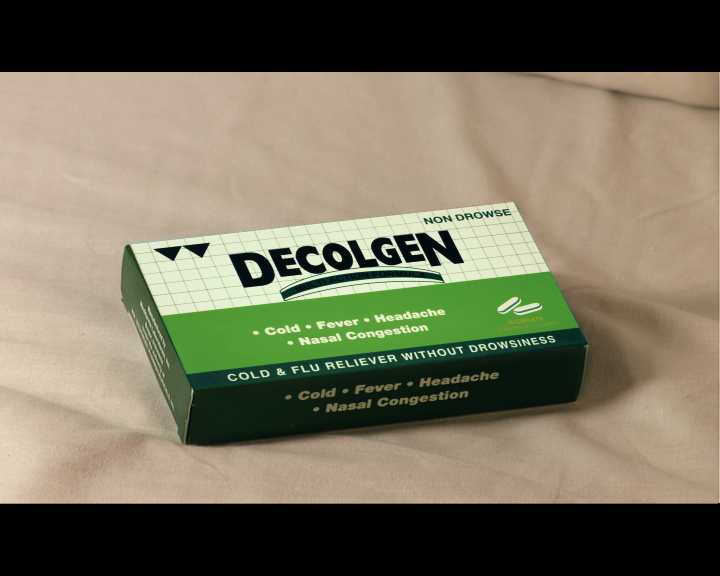 NON DROWSE
DECOLGEN
• Cold • Fever • Headache
• Nasal Congestion
COLD & FLU RELIEVER WITHOUT DROWSINESS
• Cold • Fever • Headache
• Nasal Congestion